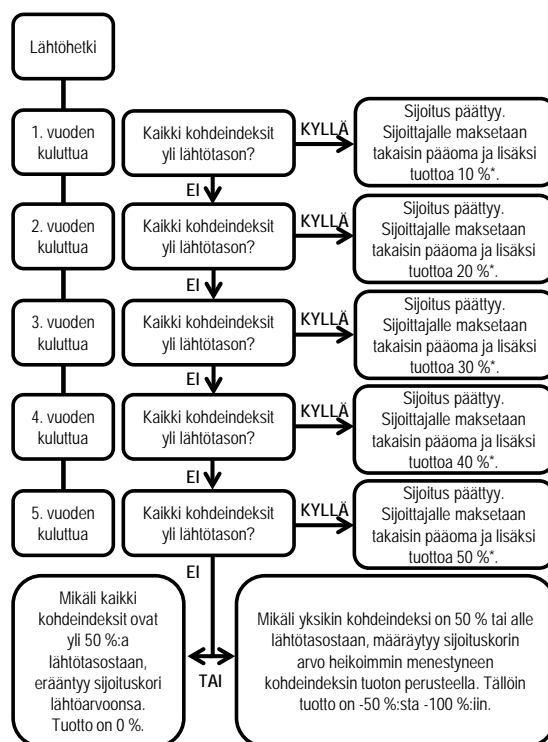 Lähtöhetki
1. vuoden
kuluttua
Kaikki kohdeindeksit
yli lähtötason?
KYLLÄ
Sijoitus päättyy.
Sijoittajalle maksetaan
takaisin pääoma ja lisäksi
tuottoa 10 %*.
EI
2. vuoden
kuluttua
Kaikki kohdeindeksit
yli lähtötason?
KYLLÄ
Sijoitus päättyy.
Sijoittajalle maksetaan
takaisin pääoma ja lisäksi
tuottoa 20 %*.
EI
3. vuoden
kuluttua
Kaikki kohdeindeksit
yli lähtötason?
KYLLÄ
Sijoitus päättyy.
Sijoittajalle maksetaan
takaisin pääoma ja lisäksi
tuottoa 30 %*.
EI
4. vuoden
kuluttua
Kaikki kohdeindeksit
yli lähtötason?
KYLLÄ
Sijoitus päättyy.
Sijoittajalle maksetaan
takaisin pääoma ja lisäksi
tuottoa 40 %*.
EI
5. vuoden
kuluttua
Kaikki kohdeindeksit
yli lähtötason?
KYLLÄ
Sijoitus päättyy.
Sijoittajalle maksetaan
takaisin pääoma ja lisäksi
tuottoa 50 %*.
EI
Mikäli kaikki
kohdeindeksit ovat
yli 50 %:a
lähtötasostaan,
erääntyy sijoituskori
lähtöarvoonsa.
Tuotto on 0 %.
TAI
Mikäli yksikin kohdeindeksi on 50 % tai alle
lähtötasostaan, määräytyy sijoituskorin
arvo heikoimmin menestyneen
kohdeindeksin tuoton perusteella. Tällöin
tuotto on -50 %:sta -100 %:iin.